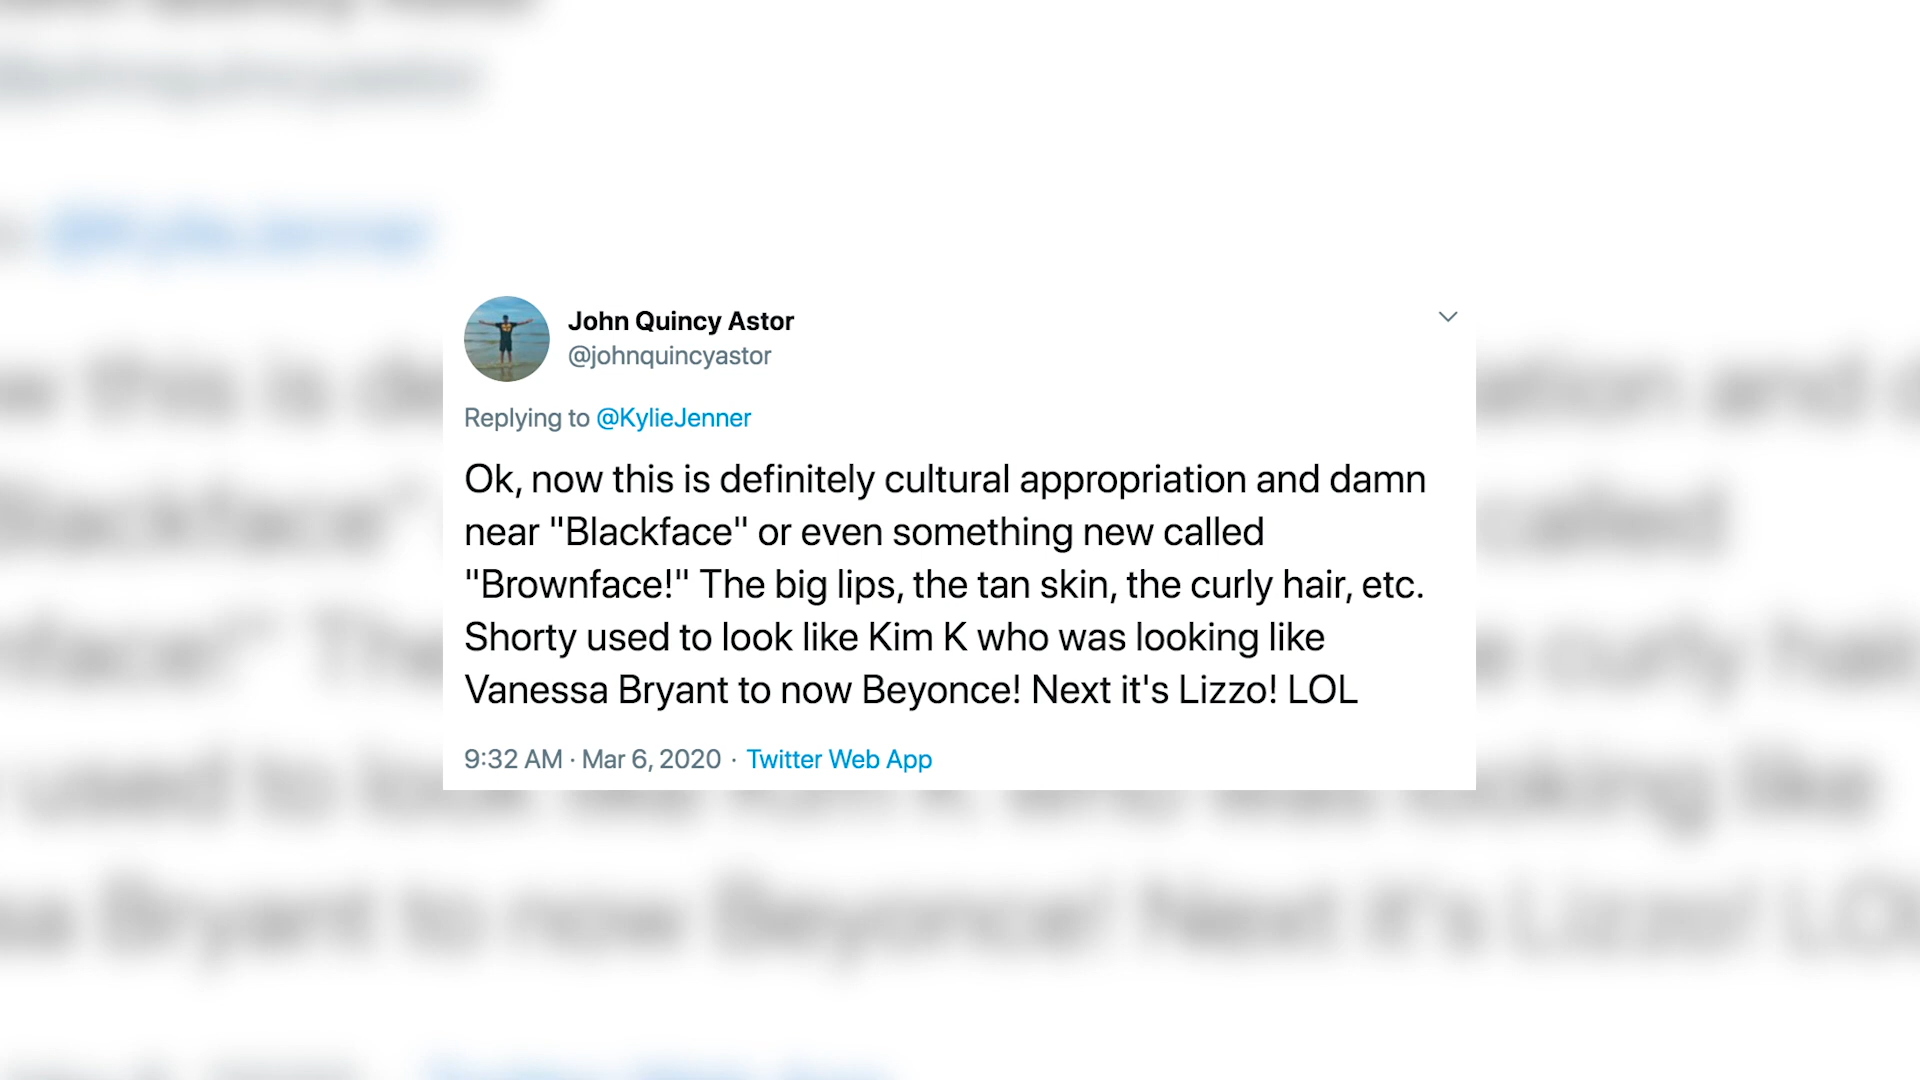 John Quincy Astor
@johnquincyastor
Replying to @KylieJenner
Ok, now this is definitely cultural appropriation and damn
near "Blackface" or even something new called
"Brownface!" The big lips, the tan skin, the curly hair, etc.
Shorty used to look like Kim K who was looking like
Vanessa Bryant to now Beyonce! Next it's Lizzo! LOL
9:32 AM · Mar 6, 2020 · Twitter Web App